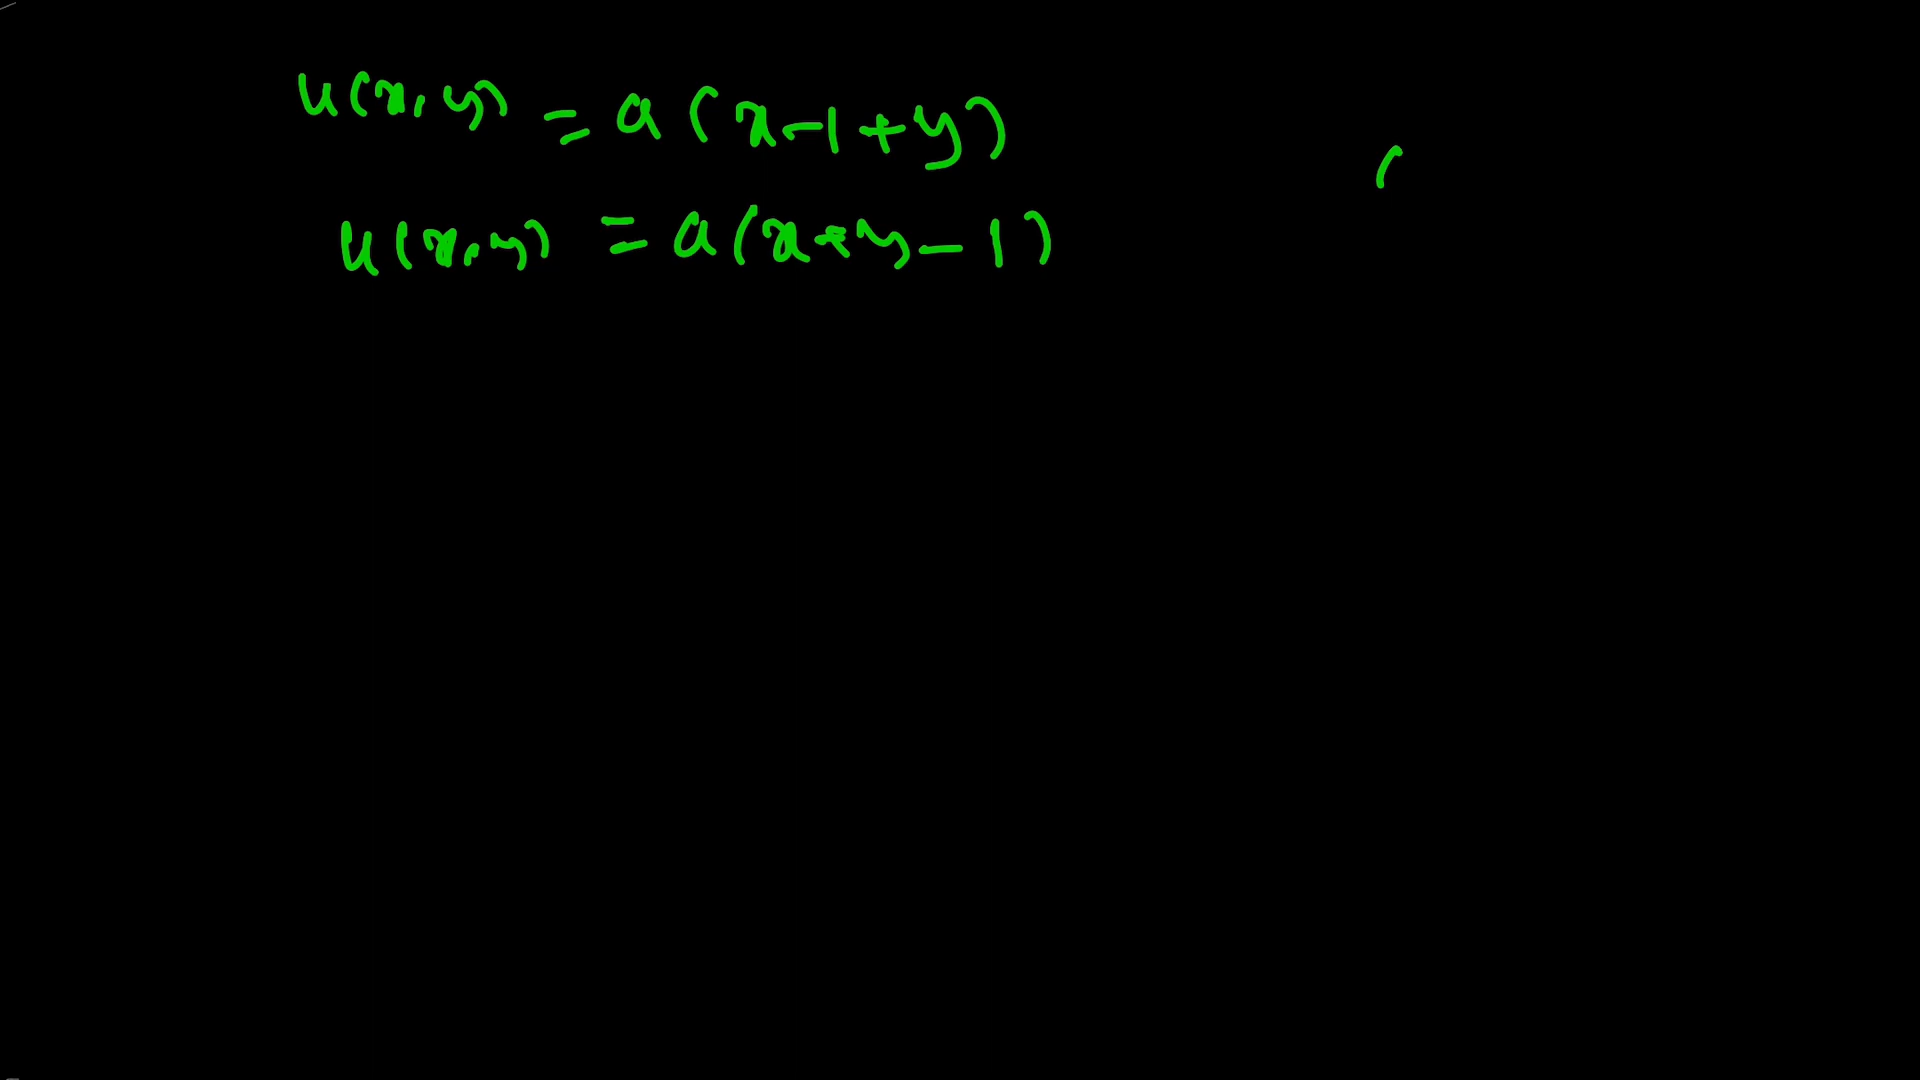 u(x,y) = a(x-1+y)
u(x,y) = a(x+y-1)
(